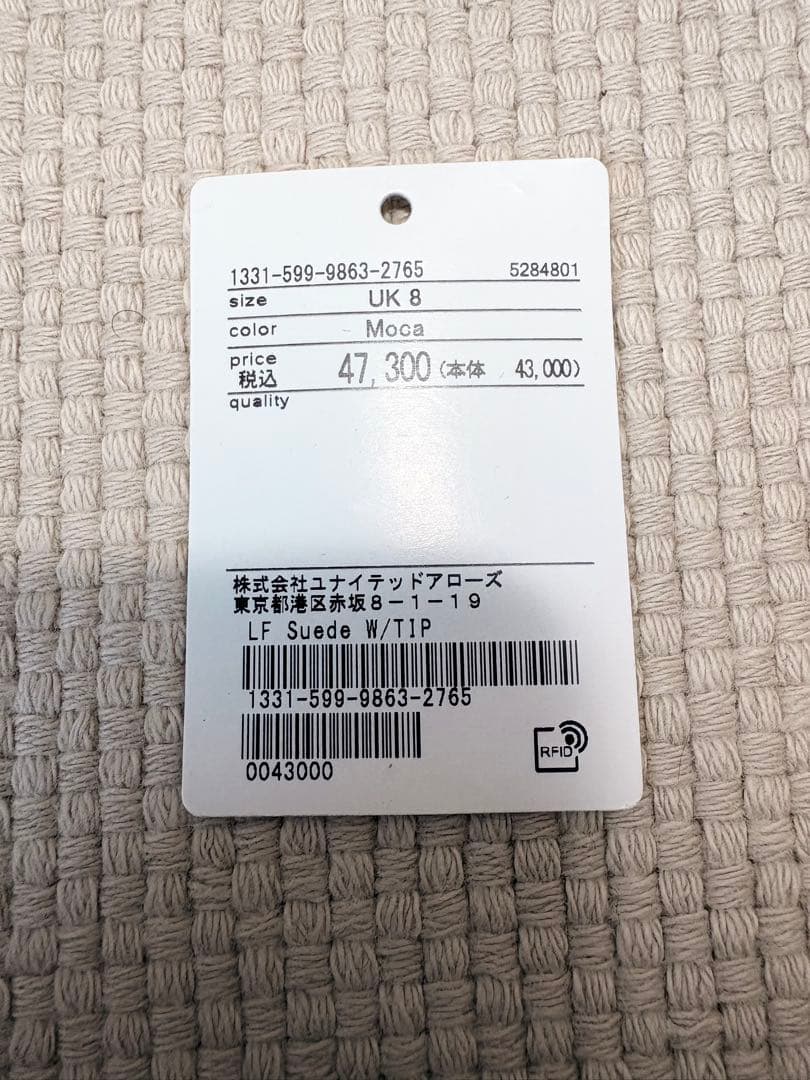 1331-599-9863-2765 5284801
size UK 8
color Moca
price
税込 47,300 (本体 43,000)
quality
株式会社ユナイテッドアローズ
東京都港区赤坂8-1-19
LF Suede W/TIP
1331-599-9863-2765
0043000
RFID